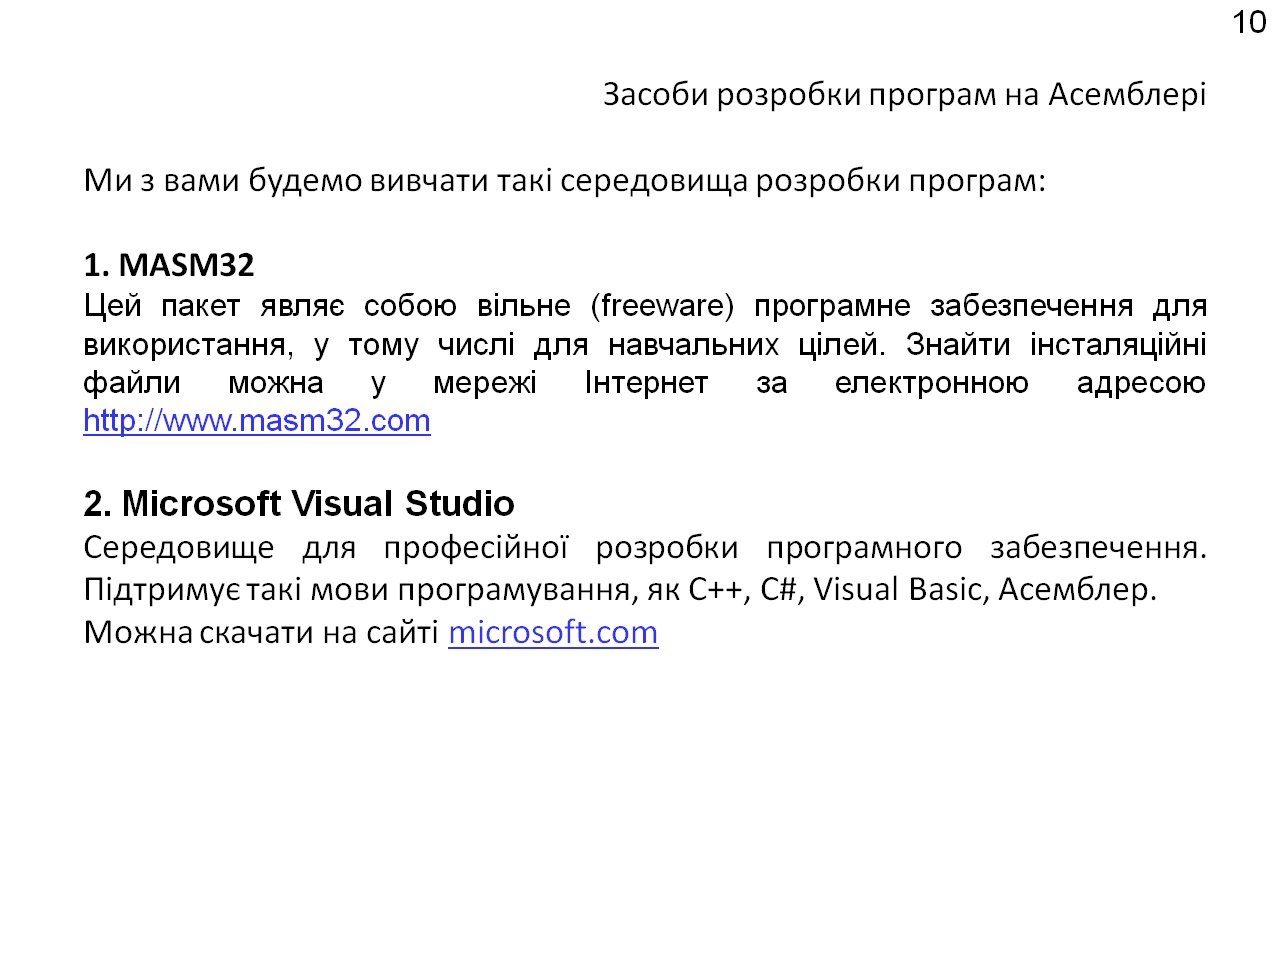 10
Засоби розробки програм на Асемблері
Ми з вами будемо вивчати такі середовища розробки програм:
1. MASM32
Цей пакет являє собою вільне (freeware) програмне забезпечення для
використання, у тому числі для навчальних цілей. Знайти інсталяційні
файли можна у мережі Інтернет за електронною адресою
http://www.masm32.com
2. Microsoft Visual Studio
Середовище для професійної розробки програмного забезпечення.
Підтримує такі мови програмування, як C++, C#, Visual Basic, Асемблер.
Можна скачати на сайті microsoft.com